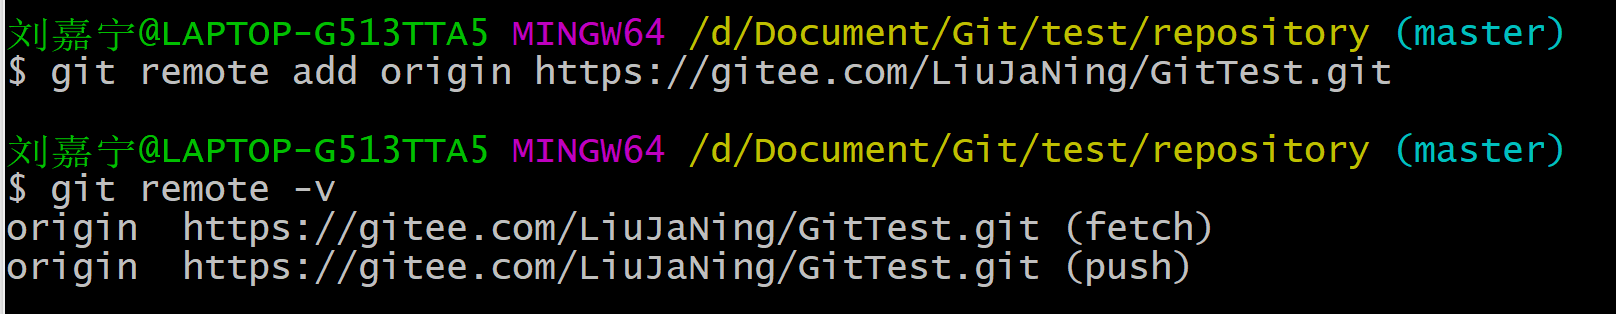 刘嘉宁@LAPTOP-G513TTA5 MINGW64 /d/Document/Git/test/repository (master)
$ git remote add origin https://gitee.com/LiuJaNing/GitTest.git
刘嘉宁@LAPTOP-G513TTA5 MINGW64 /d/Document/Git/test/repository (master)
$ git remote -v
origin  https://gitee.com/LiuJaNing/GitTest.git (fetch)
origin  https://gitee.com/LiuJaNing/GitTest.git (push)